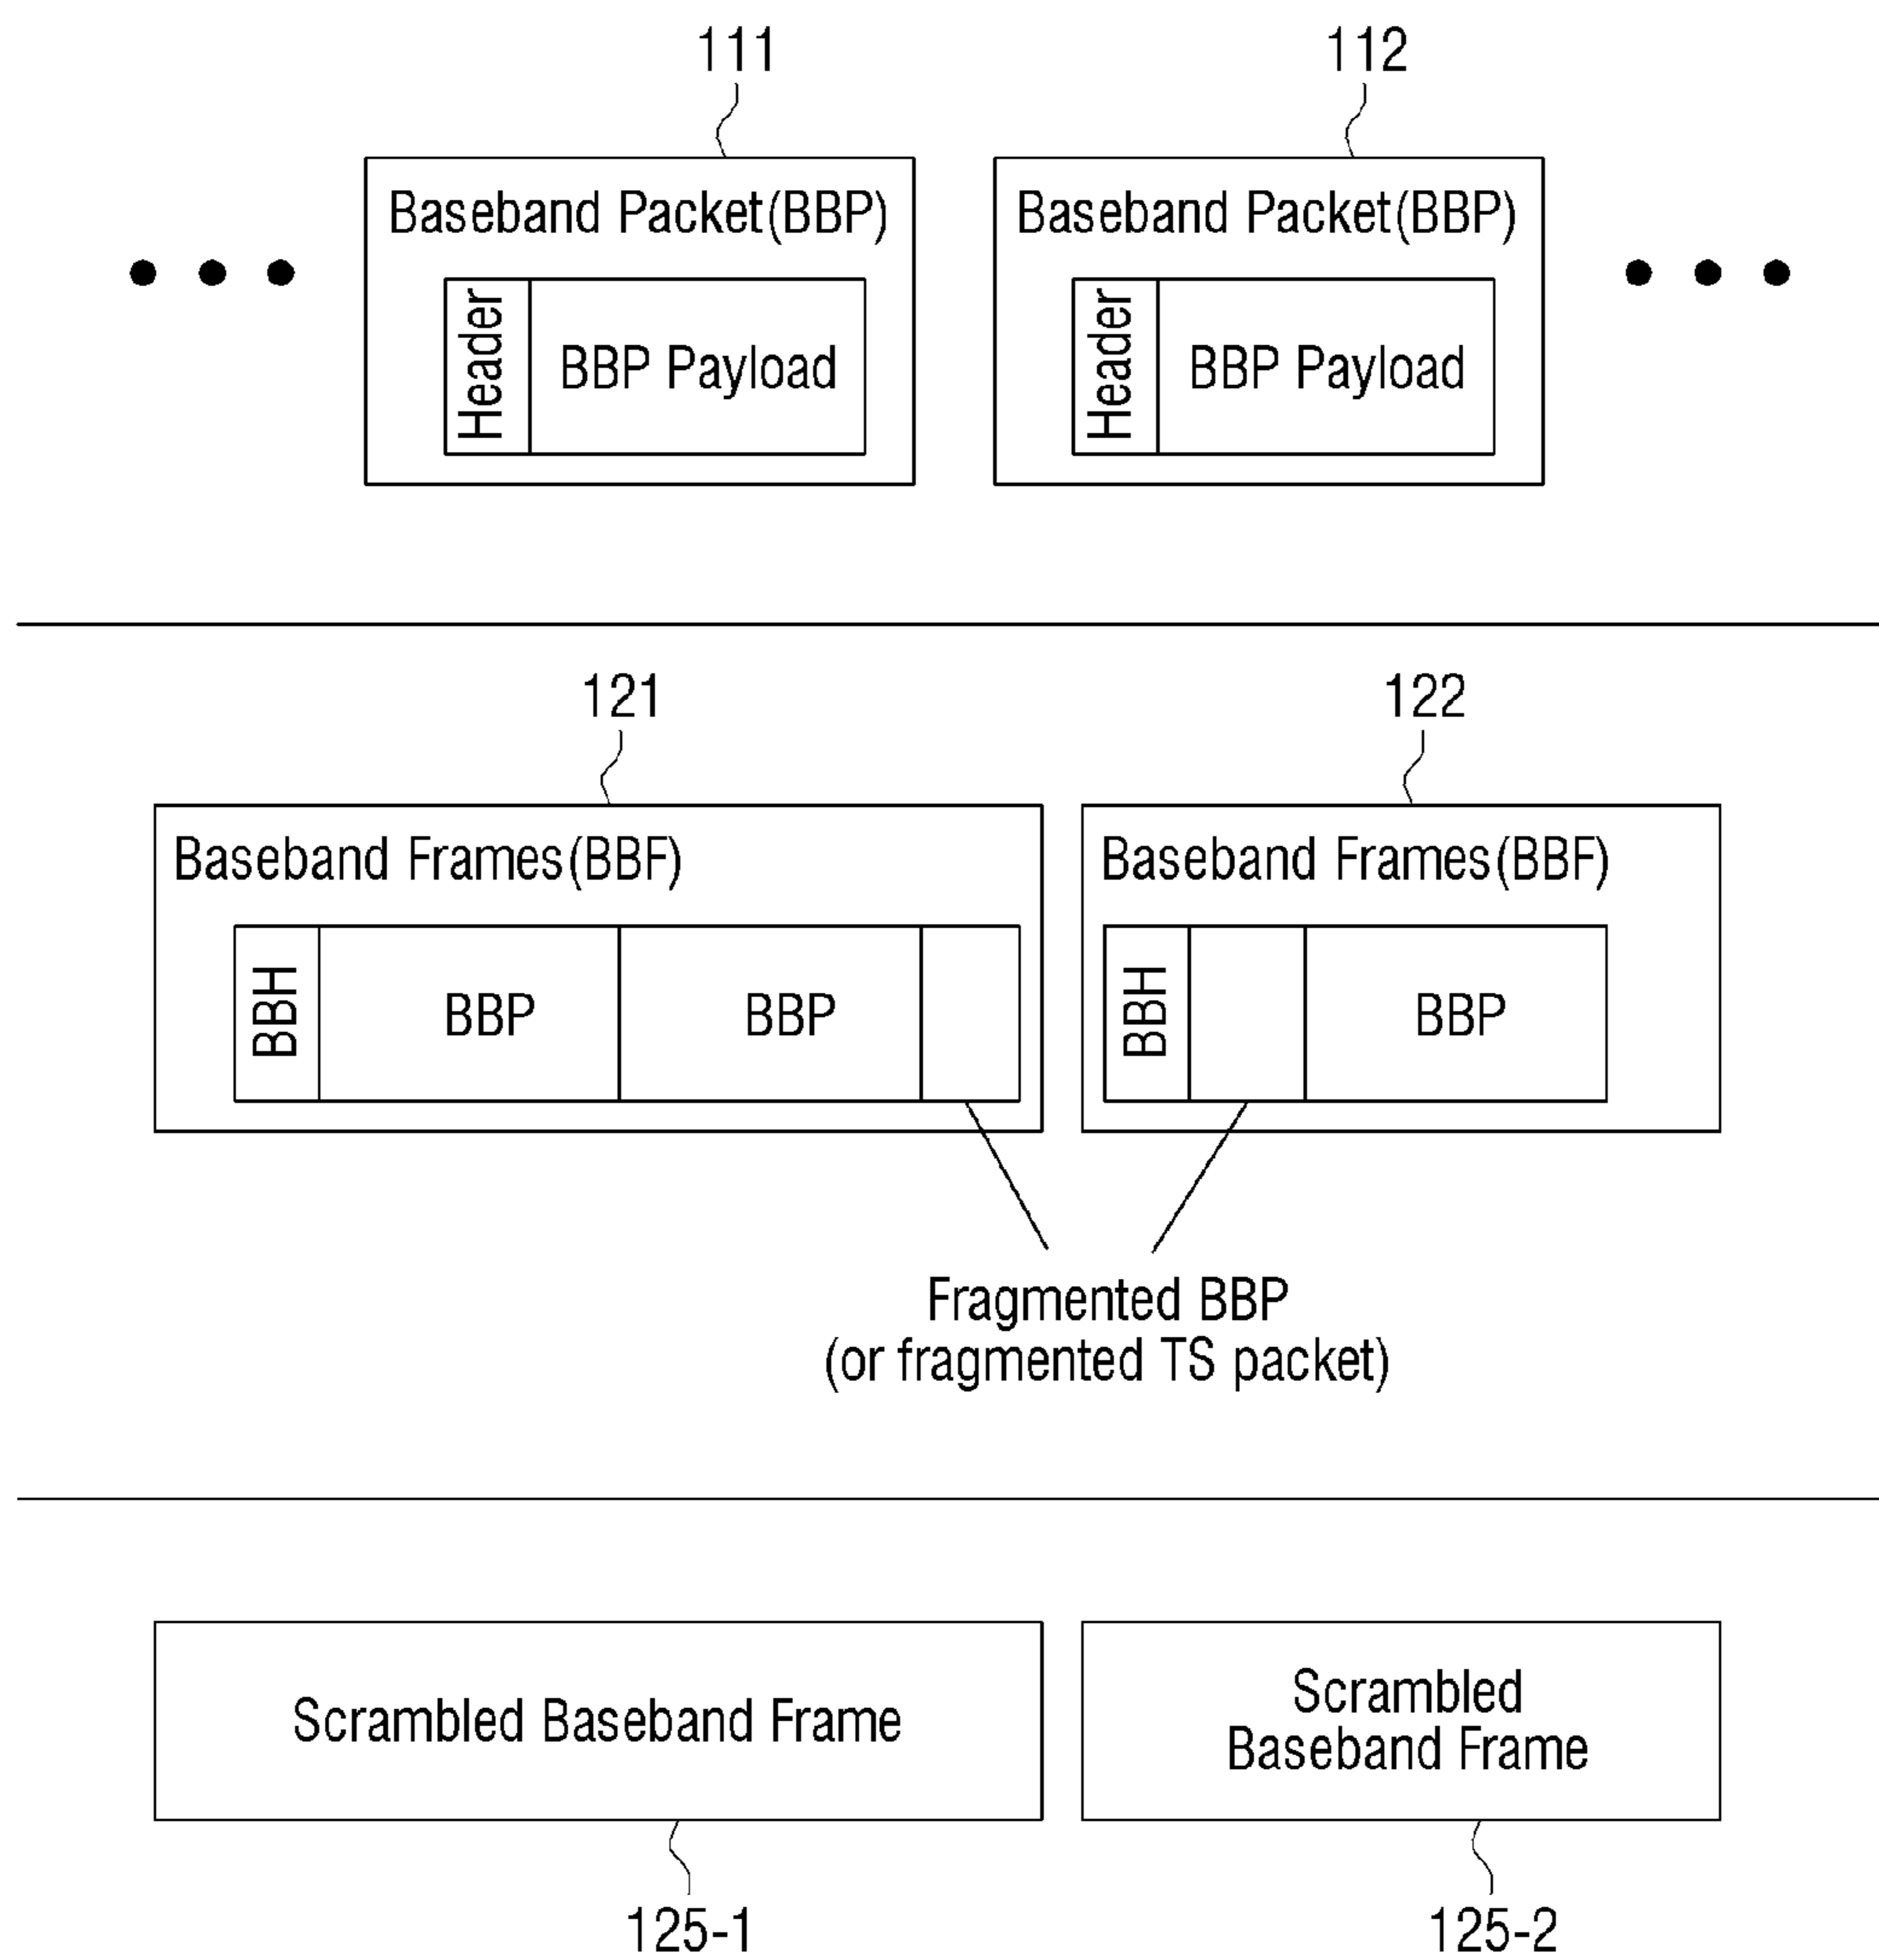 111
112
Baseband Packet(BBP)
Header
BBP Payload
Baseband Packet(BBP)
Header
BBP Payload
121
122
Baseband Frames(BBF)
BBH
BBP
BBP
Baseband Frames(BBF)
BBH
BBP
Fragmented BBP
(or fragmented TS packet)
Scrambled Baseband Frame
Scrambled
Baseband Frame
125-1
125-2